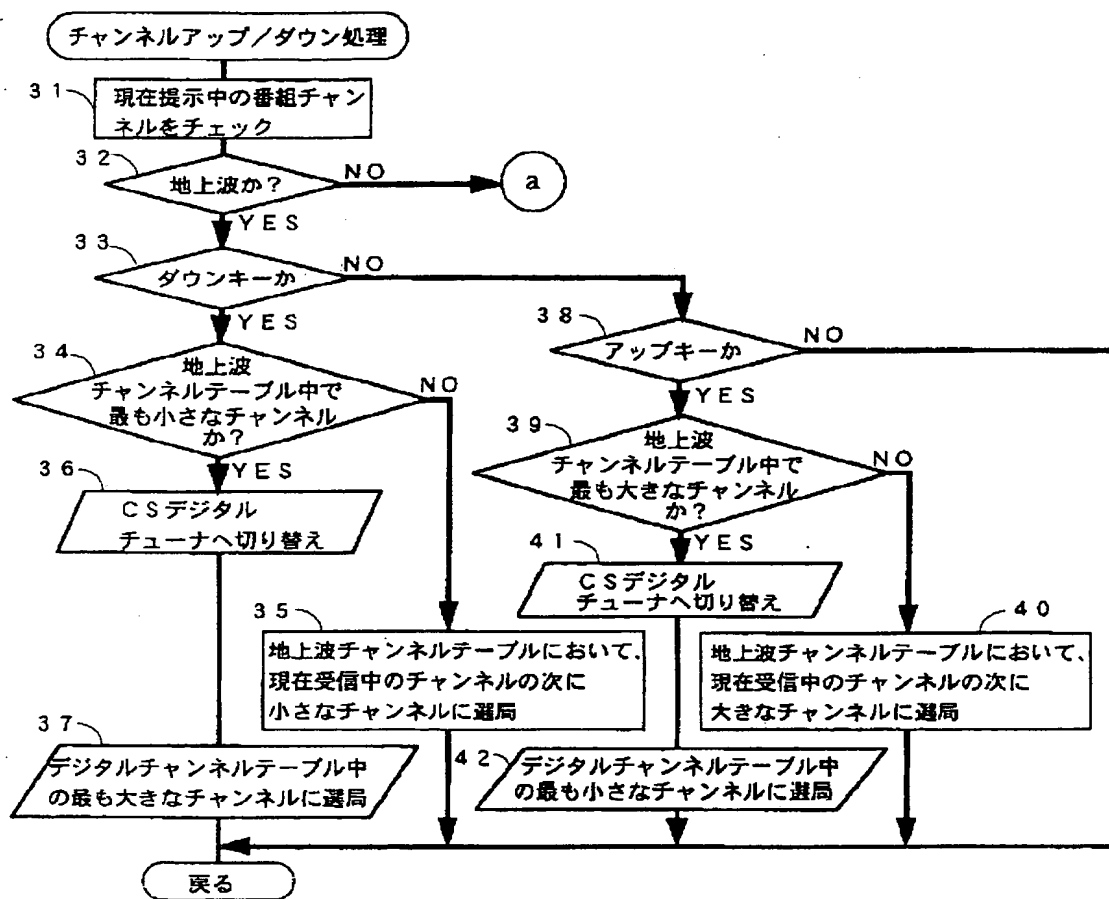 チャンネルアップ／ダウン処理
31
現在提示中の番組チャン
ネルをチェック
32
地上波か？
NO
a
YES
33
ダウンキーか
NO
YES
34
地上波
チャンネルテーブル中で
最も小さなチャンネル
か？
NO
YES
36
CSデジタル
チューナへ切り替え
35
地上波チャンネルテーブルにおいて、
現在受信中のチャンネルの次に
小さなチャンネルに選局
37
デジタルチャンネルテーブル中
の最も大きなチャンネルに選局
38
アップキーか
NO
YES
39
地上波
チャンネルテーブル中で
最も大きなチャンネル
か？
NO
YES
41
CSデジタル
チューナへ切り替え
40
地上波チャンネルテーブルにおいて、
現在受信中のチャンネルの次に
大きなチャンネルに選局
42
デジタルチャンネルテーブル中
の最も小さなチャンネルに選局
戻る